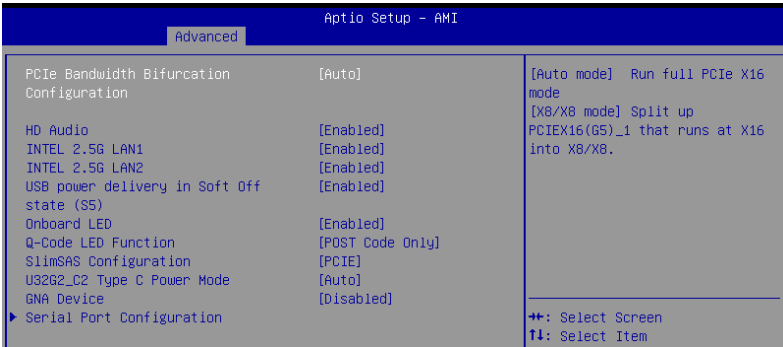 Aptio Setup – AMI
Advanced
PCIe Bandwidth Bifurcation Configuration [Auto]
HD Audio [Enabled]
INTEL 2.5G LAN1 [Enabled]
INTEL 2.5G LAN2 [Enabled]
USB power delivery in Soft Off state (S5) [Enabled]
Onboard LED [Enabled]
Q-Code LED Function [POST Code Only]
SlimSAS Configuration [PCIE]
U32G2_C2 Type C Power Mode [Auto]
GNA Device [Disabled]
Serial Port Configuration
[Auto mode] Run full PCIe X16
mode
[X8/X8 mode] Split up
PCIEX16(G5)_1 that runs at X16
into X8/X8.
→←: Select Screen
↑↓: Select Item